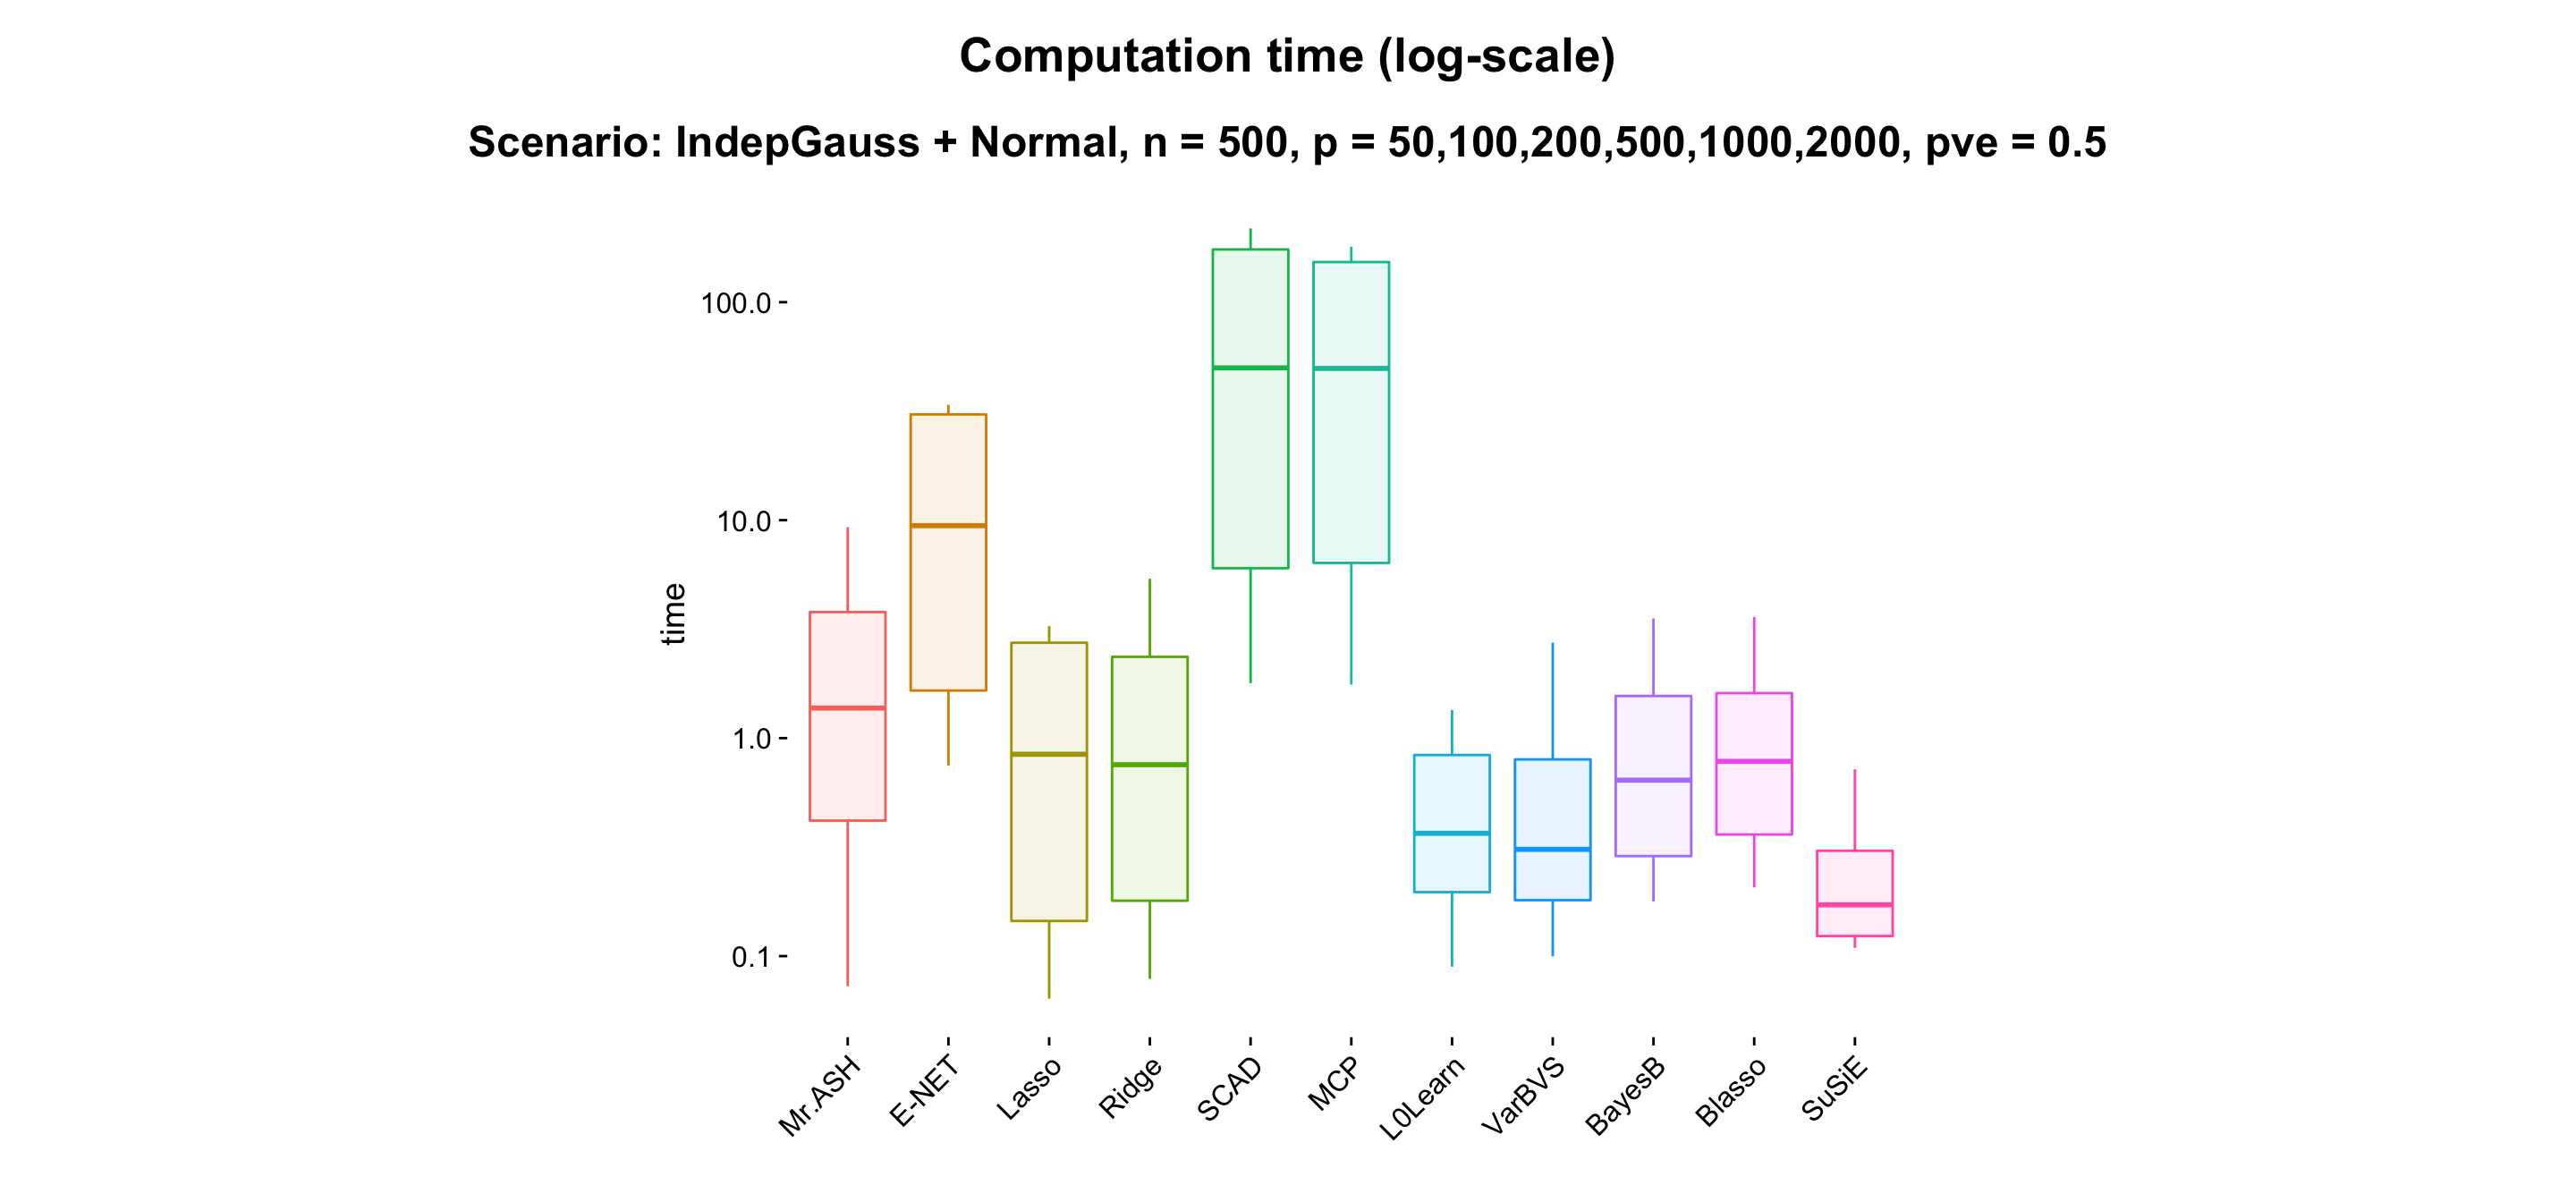 Computation time (log-scale)
Scenario: IndepGauss + Normal, n = 500, p = 50,100,200,500,1000,2000, pve = 0.5
100.0
10.0
1.0
0.1
time
Mr.ASH
E-NET
Lasso
Ridge
SCAD
MCP
L0Learn
VarBVS
BayesB
Blasso
SuSiE